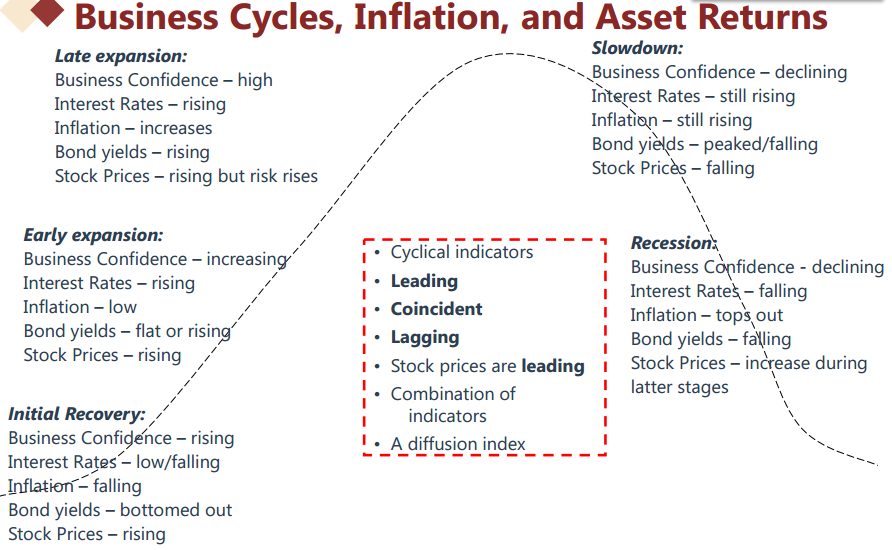 Business Cycles, Inflation, and Asset Returns
Late expansion:
Business Confidence – high
Interest Rates – rising
Inflation – increases
Bond yields – rising
Stock Prices – rising but risk rises
Slowdown:
Business Confidence – declining
Interest Rates – still rising
Inflation – still rising
Bond yields – peaked/falling
Stock Prices – falling
Early expansion:
Business Confidence – increasing
Interest Rates – rising
Inflation – low
Bond yields – flat or rising
Stock Prices – rising
• Cyclical indicators
• Leading
• Coincident
• Lagging
• Stock prices are leading
• Combination of
indicators
• A diffusion index
Recession:
Business Confidence - declining
Interest Rates – falling
Inflation – tops out
Bond yields – falling
Stock Prices – increase during
latter stages
Initial Recovery:
Business Confidence – rising
Interest Rates – low/falling
Inflation – falling
Bond yields – bottomed out
Stock Prices – rising